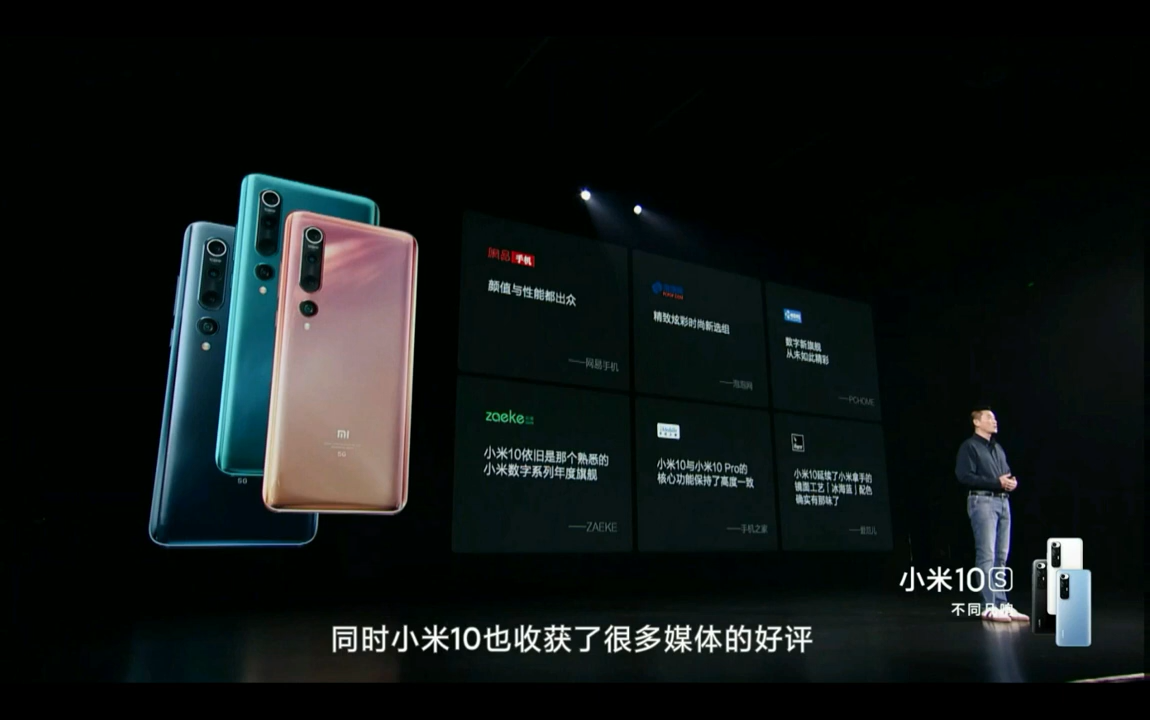 网易手机
颜值与性能都出众
——网易手机
精致炫彩时尚新选组
——泡泡网
数字新旗舰
从未如此精彩
——PCHOME
zaeke
小米10依旧是那个熟悉的
小米数字系列年度旗舰
——ZAEKE
小米10与小米10 Pro的
核心功能保持了高度一致
——手机之家
小米10延续了小米拿手的
镜面工艺「冰海蓝」配色
确实有那味了
MI
5G
5G
小米10S
不同凡响
同时小米10也收获了很多媒体的好评